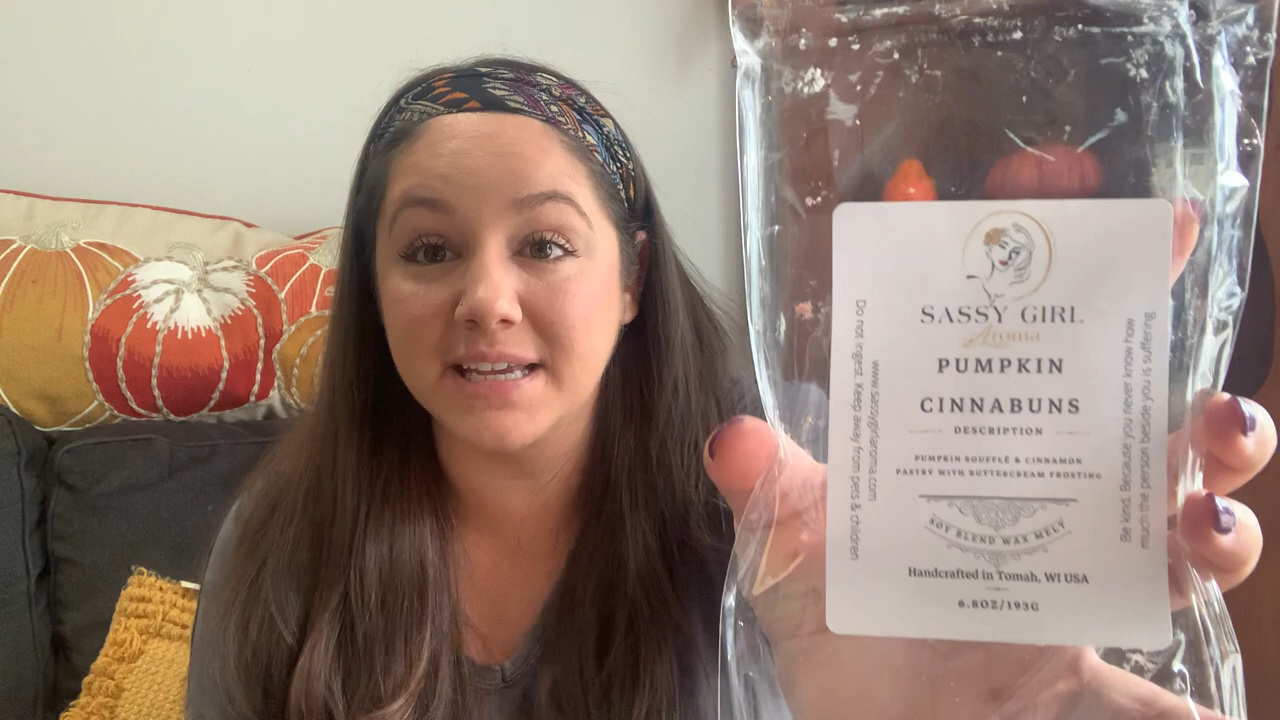 SASSY GIRL
Aroma
PUMPKIN
CINNABUNS
DESCRIPTION
PUMPKIN SOUFFLÉ & CINNAMON
PASTRY WITH BUTTERCREAM FROSTING
SOY BLEND WAX MELT
Handcrafted in Tomah, WI USA
6.8OZ/193G
www.sassygirlaroma.com
Do not ingest. Keep away from pets & children
Be kind. Because you never know how
much the person beside you is suffering